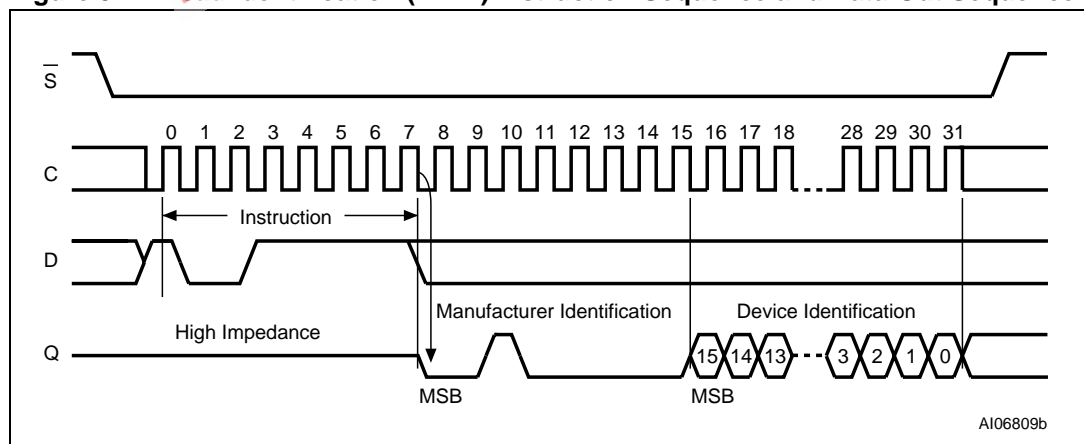 S
0 1 2 3 4 5 6 7 8 9 10 11 12 13 14 15 16 17 18 28 29 30 31
C
Instruction
D
Manufacturer Identification Device Identification
High Impedance
Q 15 14 13 3 2 1 0
MSB MSB
AI06809b